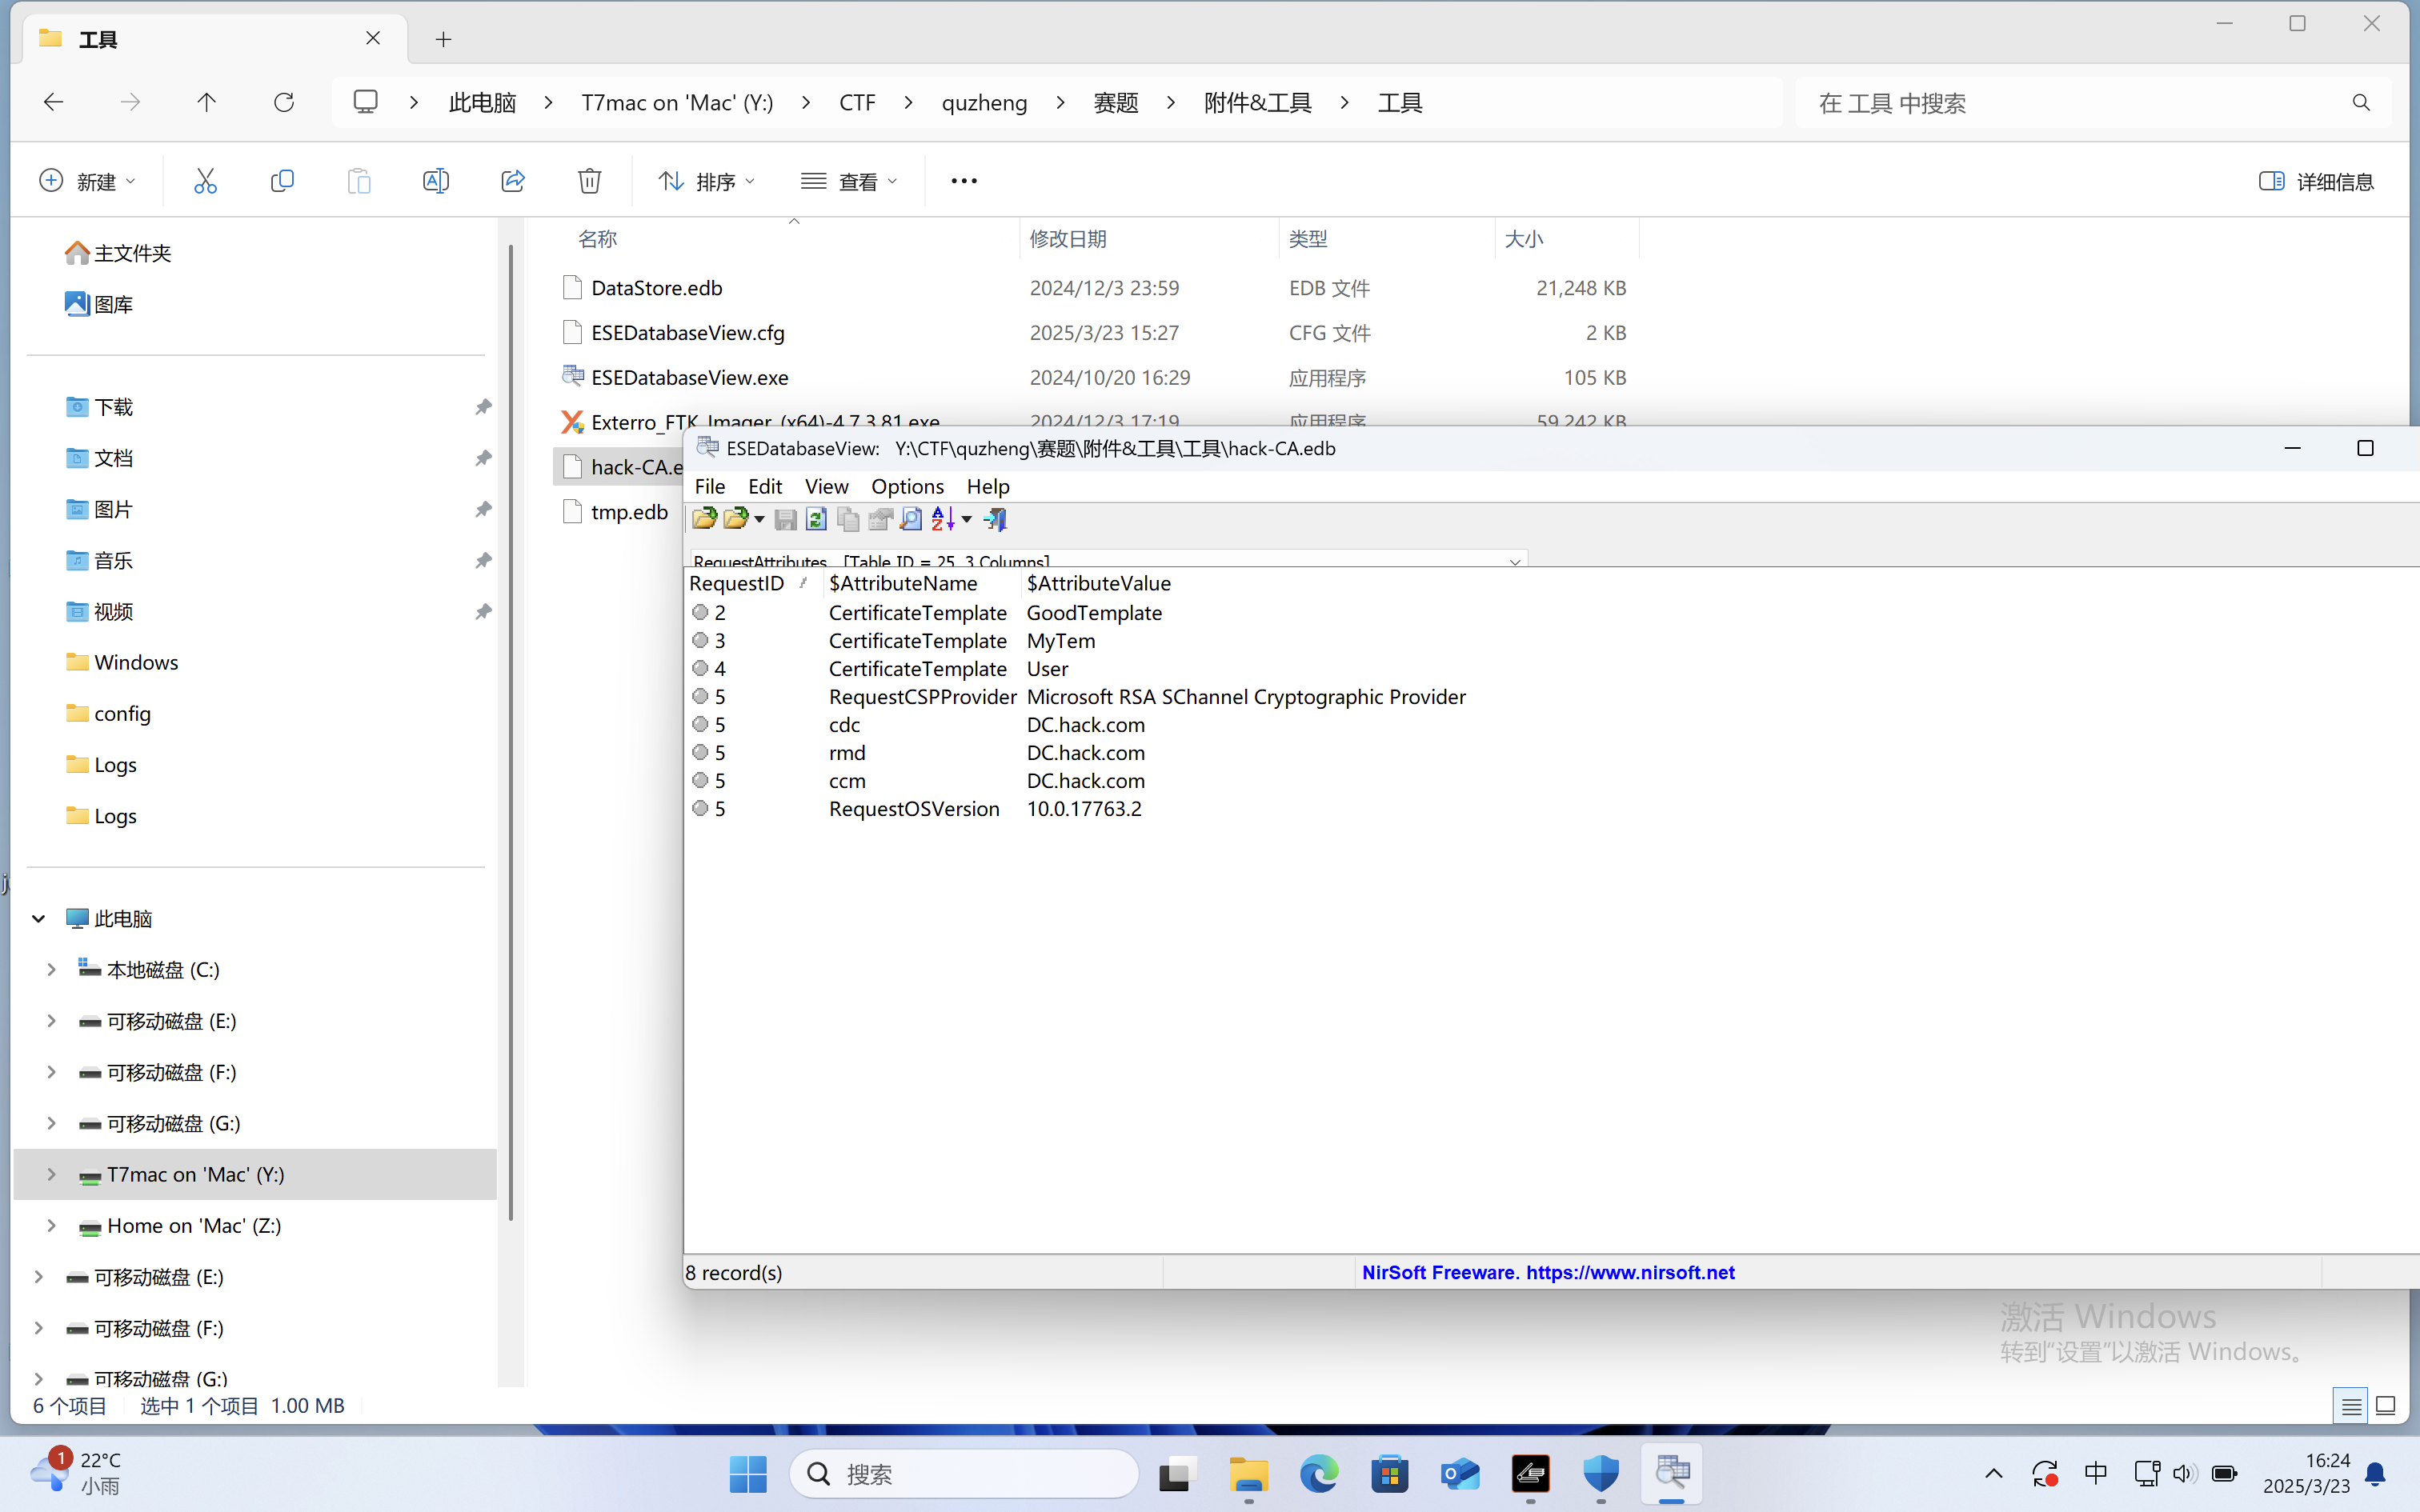 工具
此电脑 T7mac on 'Mac' (Y:) CTF quzheng 赛题 附件&工具 工具
在 工具 中搜索
新建 排序 查看 详细信息
主文件夹
图库
下载
文档
图片
音乐
视频
Windows
config
Logs
Logs
此电脑
本地磁盘 (C:)
可移动磁盘 (E:)
可移动磁盘 (F:)
可移动磁盘 (G:)
T7mac on 'Mac' (Y:)
Home on 'Mac' (Z:)
可移动磁盘 (E:)
可移动磁盘 (F:)
可移动磁盘 (G:)
名称 修改日期 类型 大小
DataStore.edb 2024/12/3 23:59 EDB 文件 21,248 KB
ESEDatabaseView.cfg 2025/3/23 15:27 CFG 文件 2 KB
ESEDatabaseView.exe 2024/10/20 16:29 应用程序 105 KB
Exterro_FTK_Imager_(x64)-4.7.3.81.exe 2024/12/3 17:19 应用程序 59,242 KB
hack-CA.e
tmp.edb
ESEDatabaseView: Y:\CTF\quzheng\赛题\附件&工具\工具\hack-CA.edb
File Edit View Options Help
RequestAttributes [Table ID = 25, 3 Columns]
RequestID $AttributeName $AttributeValue
2 CertificateTemplate GoodTemplate
3 CertificateTemplate MyTem
4 CertificateTemplate User
5 RequestCSPProvider Microsoft RSA SChannel Cryptographic Provider
5 cdc DC.hack.com
5 rmd DC.hack.com
5 ccm DC.hack.com
5 RequestOSVersion 10.0.17763.2
8 record(s)
NirSoft Freeware. https://www.nirsoft.net
激活 Windows
转到“设置”以激活 Windows。
6 个项目 选中 1 个项目 1.00 MB
1
22°C
小雨
搜索
中
16:24
2025/3/23